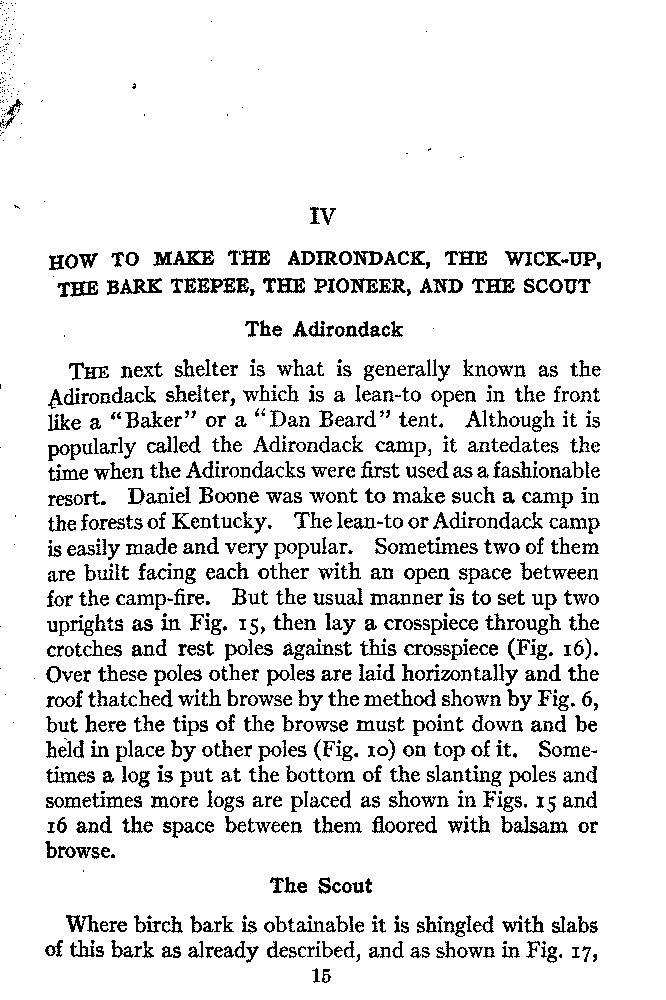 IV
HOW TO MAKE THE ADIRONDACK, THE WICK-UP,
THE BARK TEEPEE, THE PIONEER, AND THE SCOUT
The Adirondack
THE next shelter is what is generally known as the
Adirondack shelter, which is a lean-to open in the front
like a “Baker” or a “Dan Beard” tent. Although it is
popularly called the Adirondack camp, it antedates the
time when the Adirondacks were first used as a fashionable
resort. Daniel Boone was wont to make such a camp in
the forests of Kentucky. The lean-to or Adirondack camp
is easily made and very popular. Sometimes two of them
are built facing each other with an open space between
for the camp-fire. But the usual manner is to set up two
uprights as in Fig. 15, then lay a crosspiece through the
crotches and rest poles against this crosspiece (Fig. 16).
Over these poles other poles are laid horizontally and the
roof thatched with browse by the method shown by Fig. 6,
but here the tips of the browse must point down and be
held in place by other poles (Fig. 10) on top of it. Some-
times a log is put at the bottom of the slanting poles and
sometimes more logs are placed as shown in Figs. 15 and
16 and the space between them floored with balsam or
browse.
The Scout
Where birch bark is obtainable it is shingled with slabs
of this bark as already described, and as shown in Fig. 17,
15